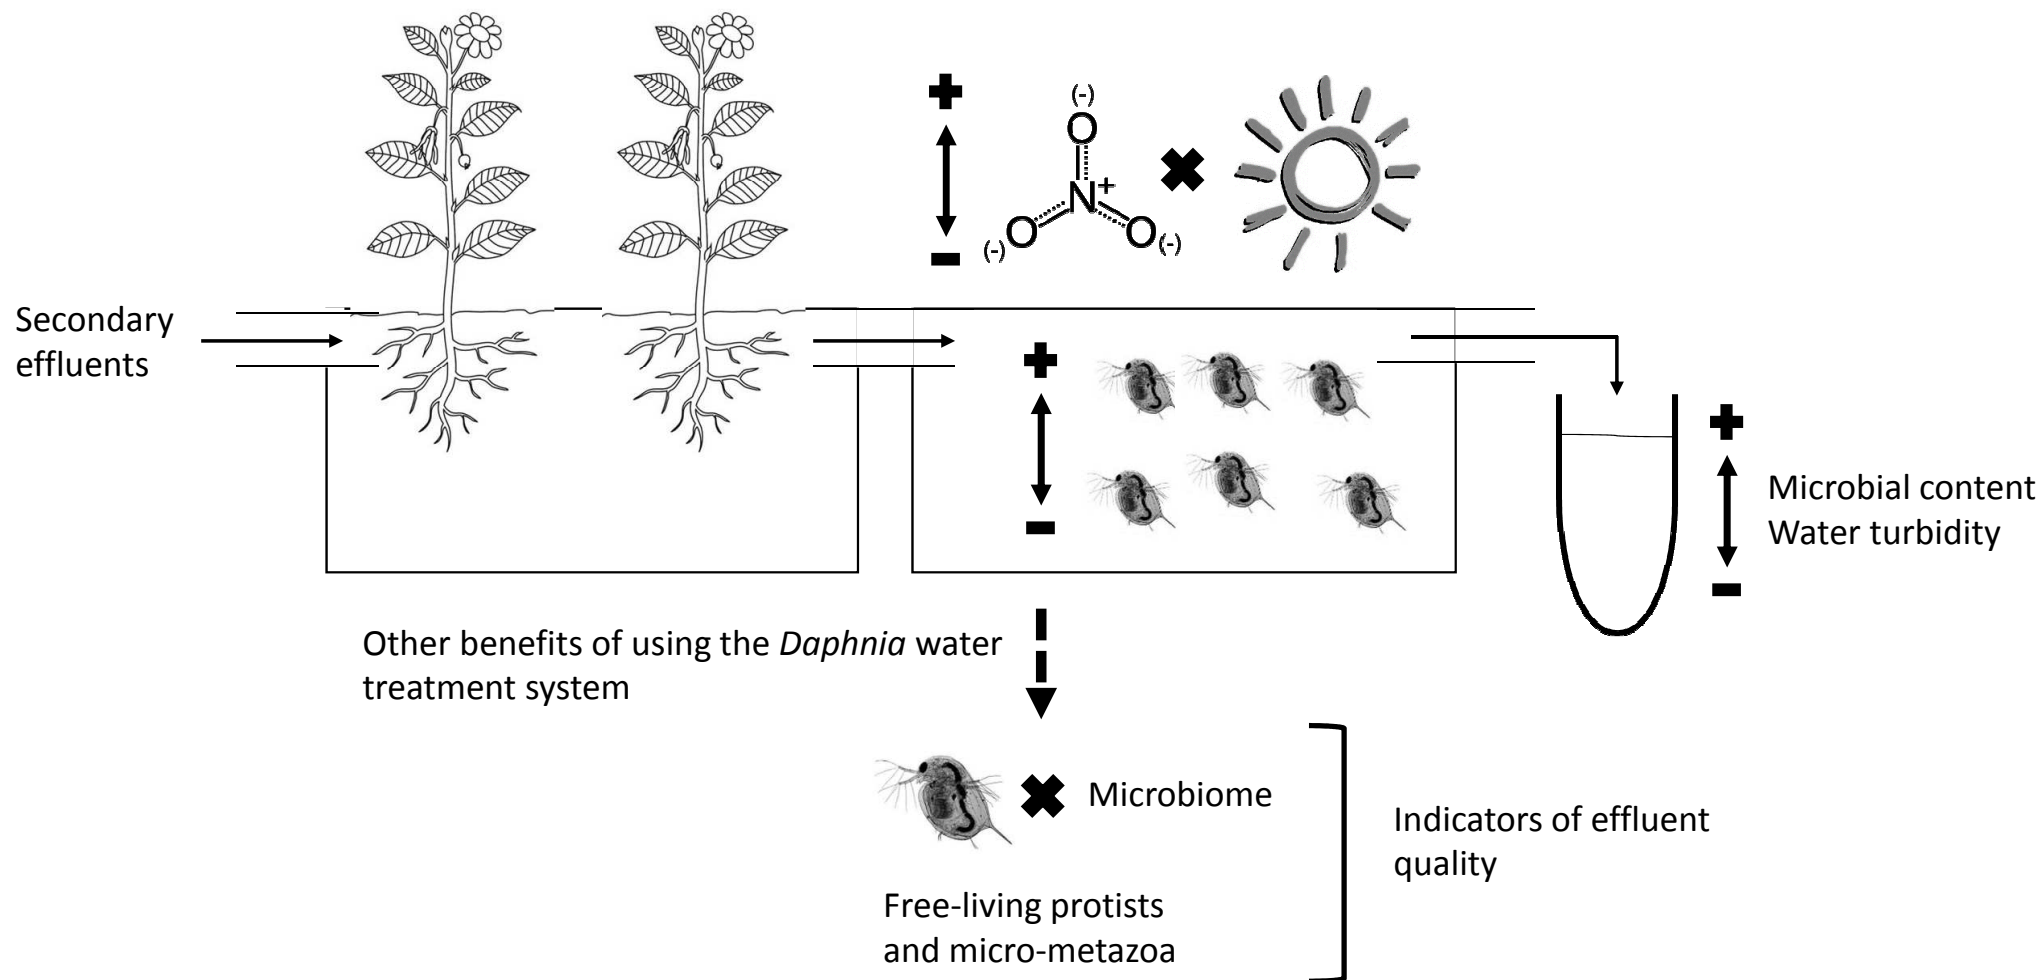 (-)
O
N+
O
O
(-)
(-)
Secondary
effluents
Microbial content
Water turbidity
Other benefits of using the Daphnia water
treatment system
Microbiome
Indicators of effluent
quality
Free-living protists
and micro-metazoa